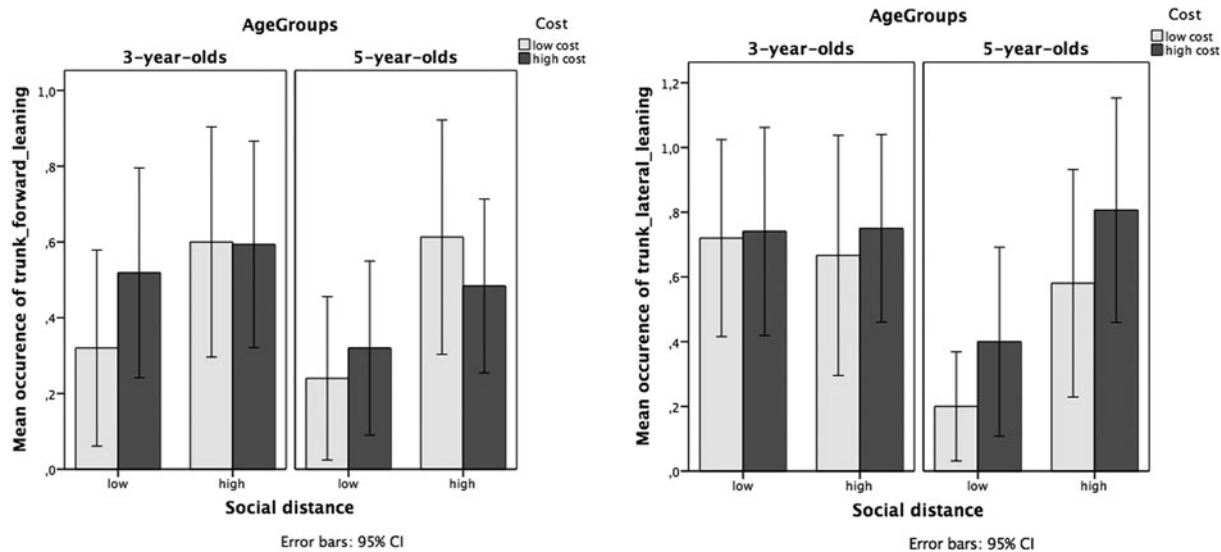 AgeGroups
3-year-olds
5-year-olds
Cost
low cost
high cost
Mean occurence of trunk_forward_leaning
1,0
,8
,6
,4
,2
,0
low
high
low
high
Social distance
Error bars: 95% CI
AgeGroups
3-year-olds
5-year-olds
Cost
low cost
high cost
Mean occurence of trunk_lateral_leaning
1,2
1,0
,8
,6
,4
,2
,0
low
high
low
high
Social distance
Error bars: 95% CI